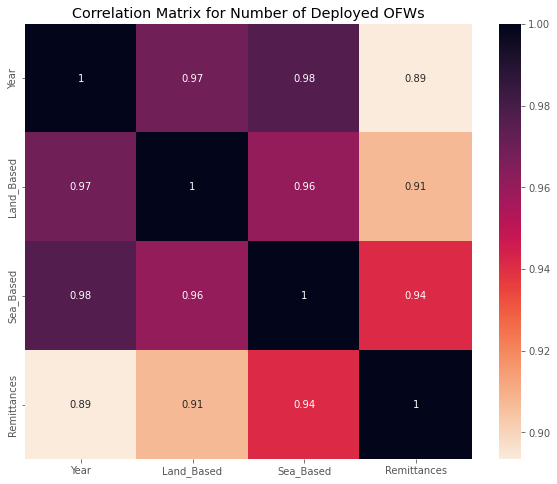 Correlation Matrix for Number of Deployed OFWs
Year
1
0.97
0.98
0.89
Land_Based
0.97
1
0.96
0.91
Sea_Based
0.98
0.96
1
0.94
Remittances
0.89
0.91
0.94
1
Year
Land_Based
Sea_Based
Remittances
1.00
0.98
0.96
0.94
0.92
0.90